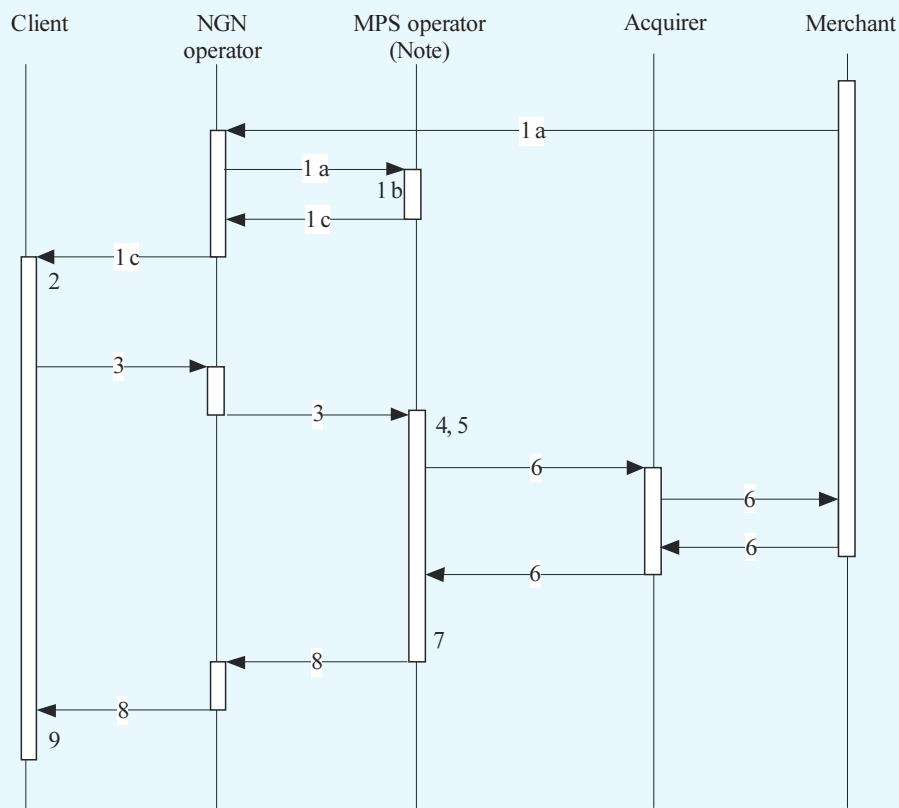 Client
NGN
operator
MPS operator
(Note)
Acquirer
Merchant
1 a
1 a
1 b
1 c
1 c
2
3
3
4, 5
6
6
6
6
7
8
8
9